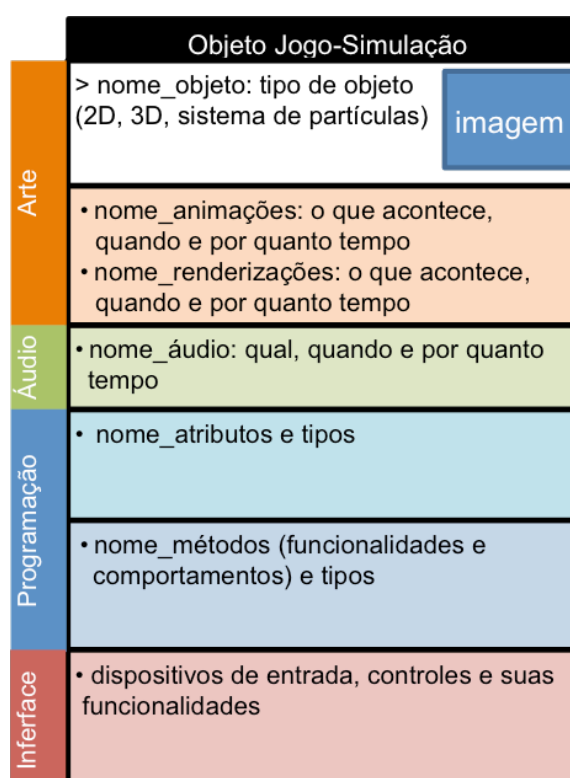 Objeto Jogo-Simulação
Arte
> nome_objeto: tipo de objeto
(2D, 3D, sistema de partículas)
imagem
• nome_animações: o que acontece,
quando e por quanto tempo
• nome_renderizações: o que acontece,
quando e por quanto tempo
Áudio
• nome_áudio: qual, quando e por quanto
tempo
Programação
• nome_atributos e tipos
• nome_métodos (funcionalidades e
comportamentos) e tipos
Inferface
• dispositivos de entrada, controles e suas
funcionalidades